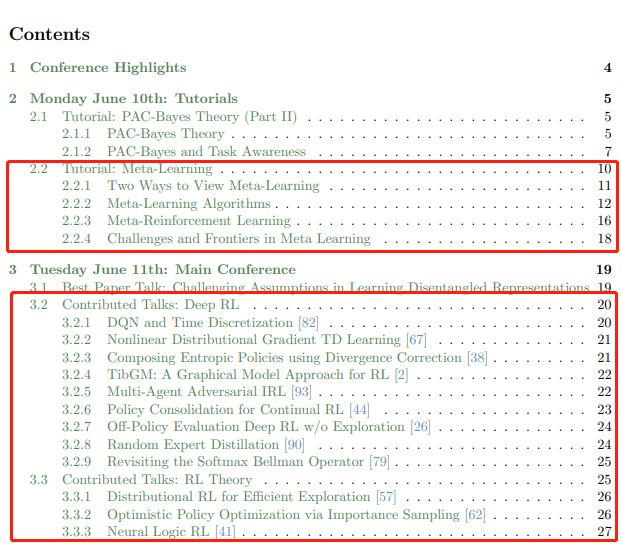 Contents
1 Conference Highlights 4
2 Monday June 10th: Tutorials 5
2.1 Tutorial: PAC-Bayes Theory (Part II) . . . . . . . . . . . . . . . . . . . . . 5
2.1.1 PAC-Bayes Theory . . . . . . . . . . . . . . . . . . . . . . . . . . 5
2.1.2 PAC-Bayes and Task Awareness . . . . . . . . . . . . . . . . . . . . 7
2.2 Tutorial: Meta-Learning . . . . . . . . . . . . . . . . . . . . . . . . . . . 10
2.2.1 Two Ways to View Meta-Learning . . . . . . . . . . . . . . . . . . . 11
2.2.2 Meta-Learning Algorithms . . . . . . . . . . . . . . . . . . . . . . . 12
2.2.3 Meta-Reinforcement Learning . . . . . . . . . . . . . . . . . . . . . 16
2.2.4 Challenges and Frontiers in Meta Learning . . . . . . . . . . . . . . . 18
3 Tuesday June 11th: Main Conference 19
3.1 Best Paper Talk: Challenging Assumptions in Learning Disentangled Representations 19
3.2 Contributed Talks: Deep RL . . . . . . . . . . . . . . . . . . . . . . . . 20
3.2.1 DQN and Time Discretization [82] . . . . . . . . . . . . . . . . . . . 20
3.2.2 Nonlinear Distributional Gradient TD Learning [67] . . . . . . . . . . . 21
3.2.3 Composing Entropic Policies using Divergence Correction [38] . . . . . . . 21
3.2.4 TibGM: A Graphical Model Approach for RL [2] . . . . . . . . . . . . . 22
3.2.5 Multi-Agent Adversarial IRL [93] . . . . . . . . . . . . . . . . . . . . 22
3.2.6 Policy Consolidation for Continual RL [44] . . . . . . . . . . . . . . . 23
3.2.7 Off-Policy Evaluation Deep RL w/o Exploration [26] . . . . . . . . . . . 24
3.2.8 Random Expert Distillation [90] . . . . . . . . . . . . . . . . . . . . 24
3.2.9 Revisiting the Softmax Bellman Operator [79] . . . . . . . . . . . . . . 25
3.3 Contributed Talks: RL Theory . . . . . . . . . . . . . . . . . . . . . . . 25
3.3.1 Distributional RL for Efficient Exploration [57] . . . . . . . . . . . . . . 26
3.3.2 Optimistic Policy Optimization via Importance Sampling [62] . . . . . . . 26
3.3.3 Neural Logic RL [41] . . . . . . . . . . . . . . . . . . . . . . . . . 27